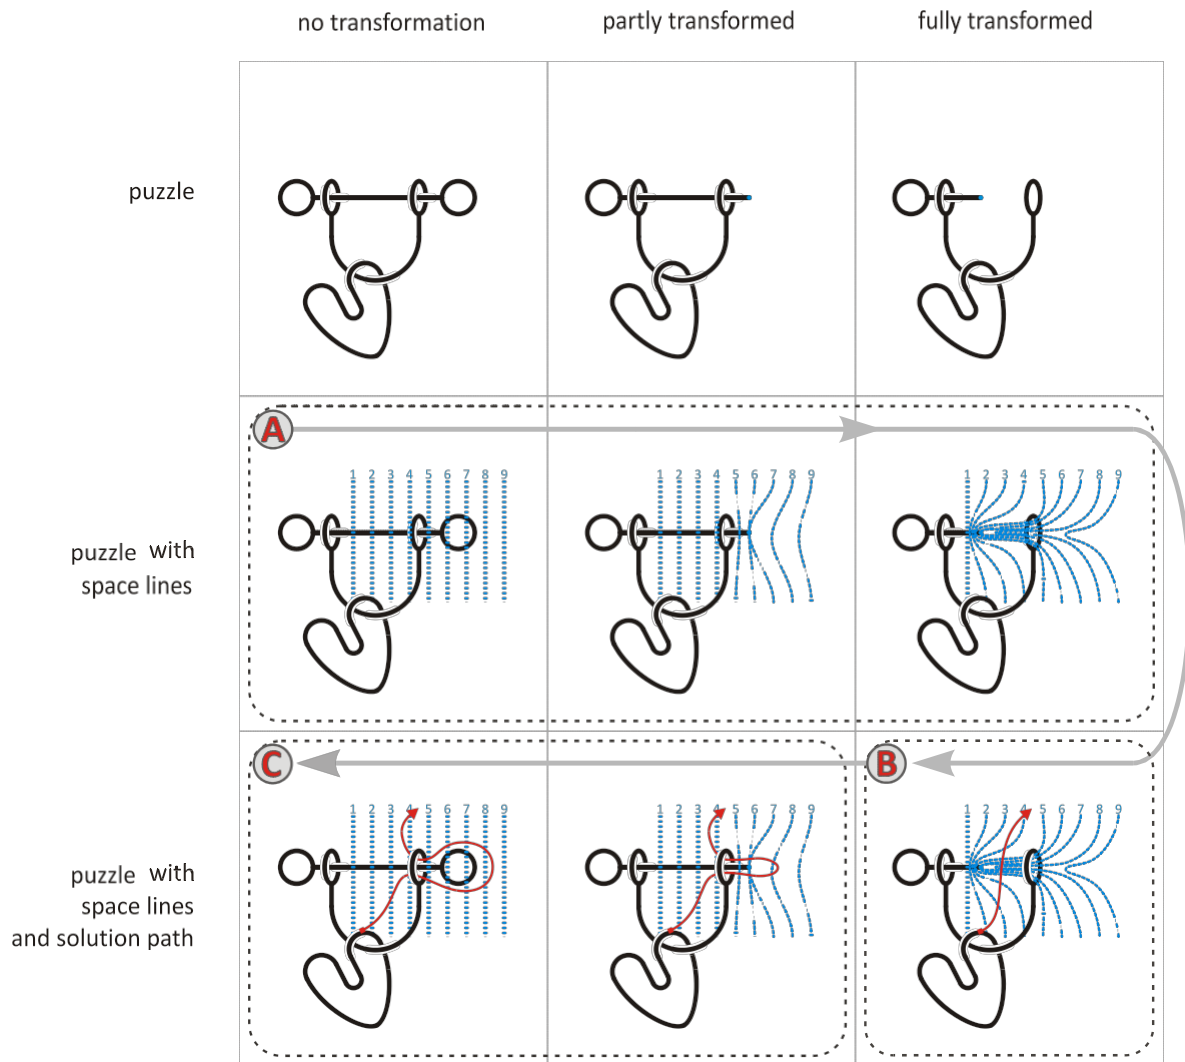 no transformation
partly transformed
fully transformed
puzzle
A
1 2 3 4 5 6 7 8 9
1 2 3 4 5 6 7 8 9
1 2 3 4 5 6 7 8 9
puzzle with
space lines
C
B
1 2 3 4 5 6 7 8 9
1 2 3 4 5 6 7 8 9
1 2 3 4 5 6 7 8 9
puzzle with
space lines
and solution path